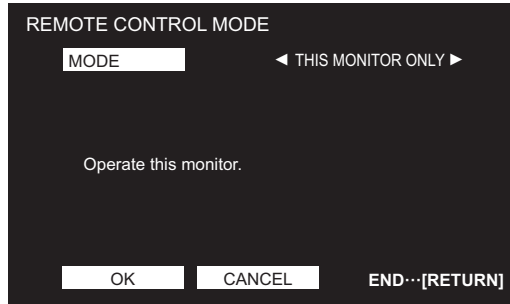 REMOTE CONTROL MODE
MODE ◄ THIS MONITOR ONLY ►
Operate this monitor.
OK CANCEL END···[RETURN]